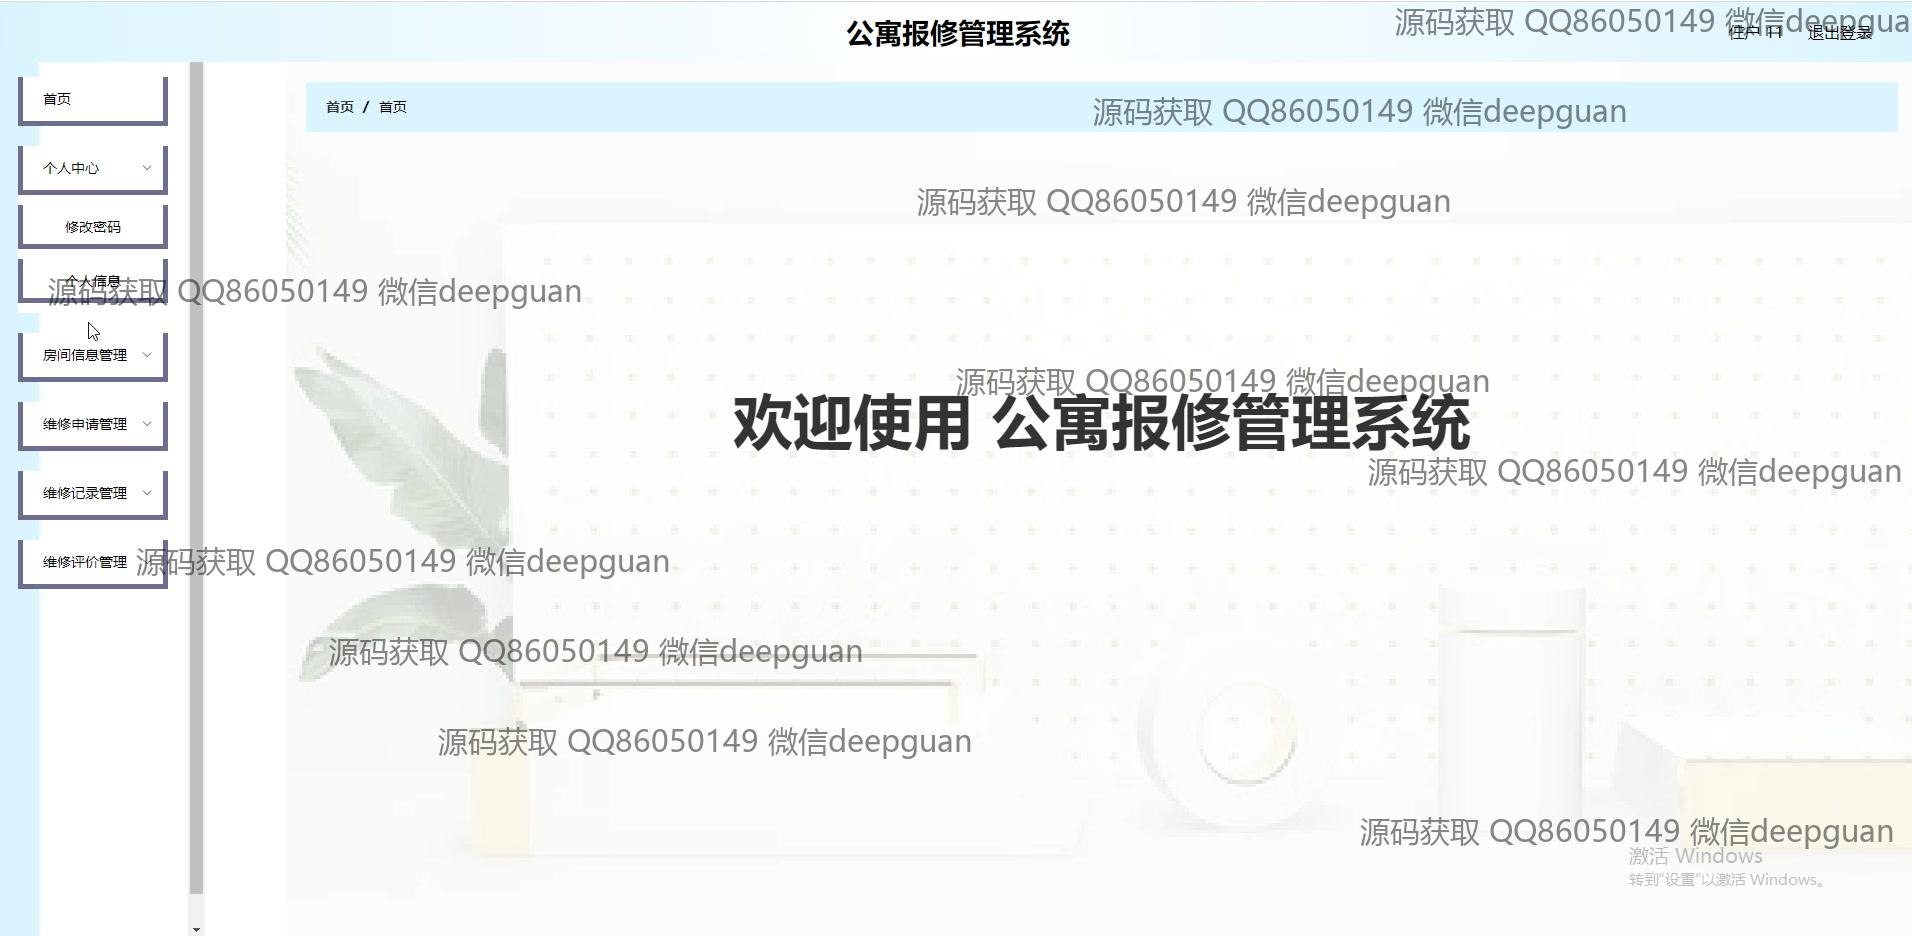 公寓报修管理系统
源码获取 QQ86050149 微信deepgua
住户 11
退出登录
首页
首页 / 首页
源码获取 QQ86050149 微信deepguan
个人中心
源码获取 QQ86050149 微信deepguan
修改密码
个人信息
源码获取 QQ86050149 微信deepguan
房间信息管理
源码获取 QQ86050149 微信deepguan
欢迎使用 公寓报修管理系统
维修申请管理
源码获取 QQ86050149 微信deepguan
维修记录管理
维修评价管理
源码获取 QQ86050149 微信deepguan
源码获取 QQ86050149 微信deepguan
源码获取 QQ86050149 微信deepguan
源码获取 QQ86050149 微信deepguan
激活 Windows
转到"设置"以激活 Windows。